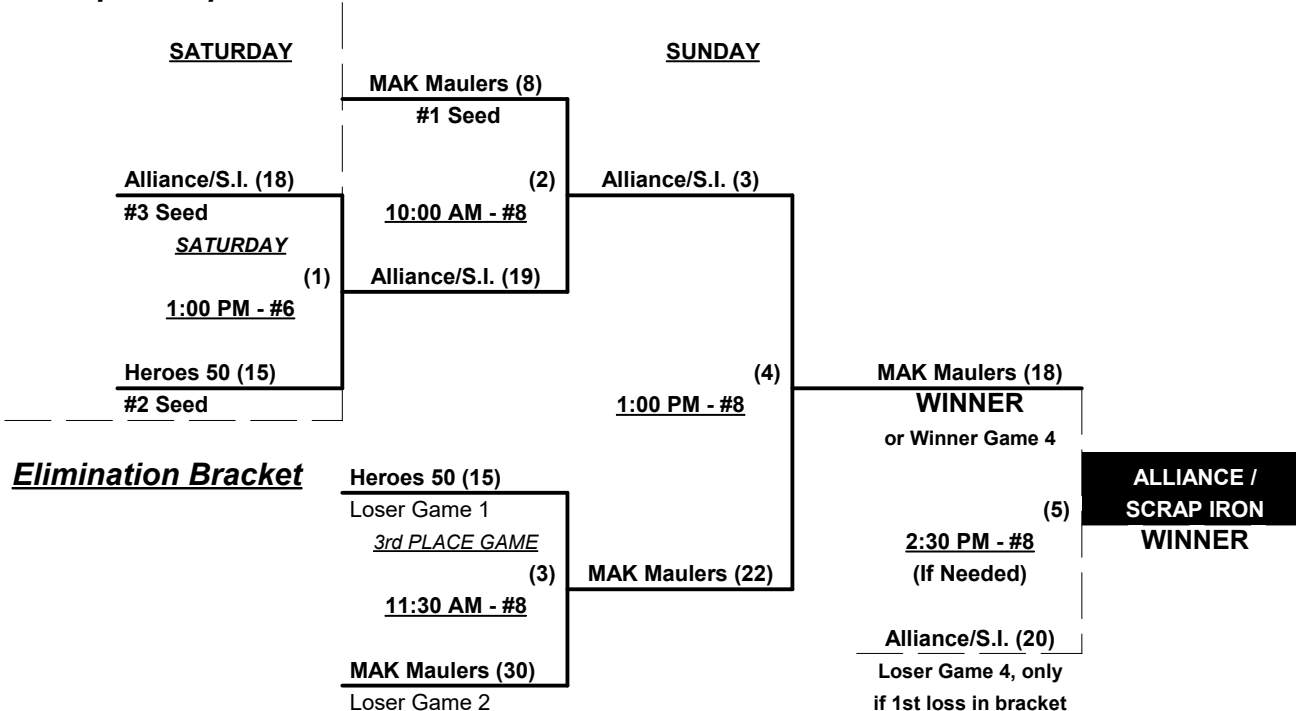 SATURDAY
SUNDAY
MAK Maulers (8)
#1 Seed
Alliance/S.I. (18)
(2)
Alliance/S.I. (3)
#3 Seed
10:00 AM - #8
SATURDAY
(1)
Alliance/S.I. (19)
1:00 PM - #6
Heroes 50 (15)
(4)
MAK Maulers (18)
#2 Seed
1:00 PM - #8
WINNER
or Winner Game 4
Elimination Bracket
Heroes 50 (15)
ALLIANCE /
Loser Game 1
(5)
SCRAP IRON
3rd PLACE GAME
2:30 PM - #8
WINNER
(3)
MAK Maulers (22)
(If Needed)
11:30 AM - #8
Alliance/S.I. (20)
MAK Maulers (30)
Loser Game 4, only
Loser Game 2
if 1st loss in bracket